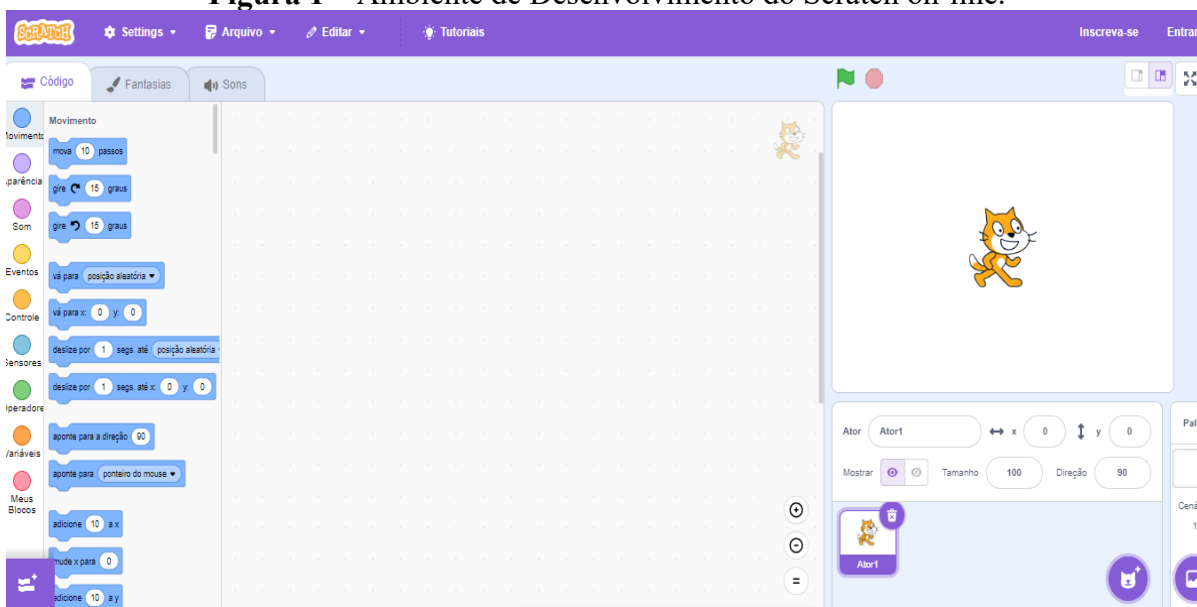 Figura 1 – Ambiente de Desenvolvimento do Scratch on-line.
SCRATCH Settings Arquivo Editar Tutoriais Inscreva-se Entrar
Código Fantasias Sons
Movimento
Aparência
Som
Eventos
Controle
Sensores
Operadore
Variáveis
Meus
Blocos
Movimento
mova 10 passos
gire 15 graus
gire 15 graus
vá para posição aleatória
vá para x: 0 y: 0
deslize por 1 segs. até posição aleatória
deslize por 1 segs. até x: 0 y: 0
aponte para a direção 90
aponte para ponteiro do mouse
adicione 10 a x
mude x para 0
adicione 10 a y
Ator Ator1 x 0 y 0
Mostrar Tamanho 100 Direção 90
Ator1
Pal
Cená
1